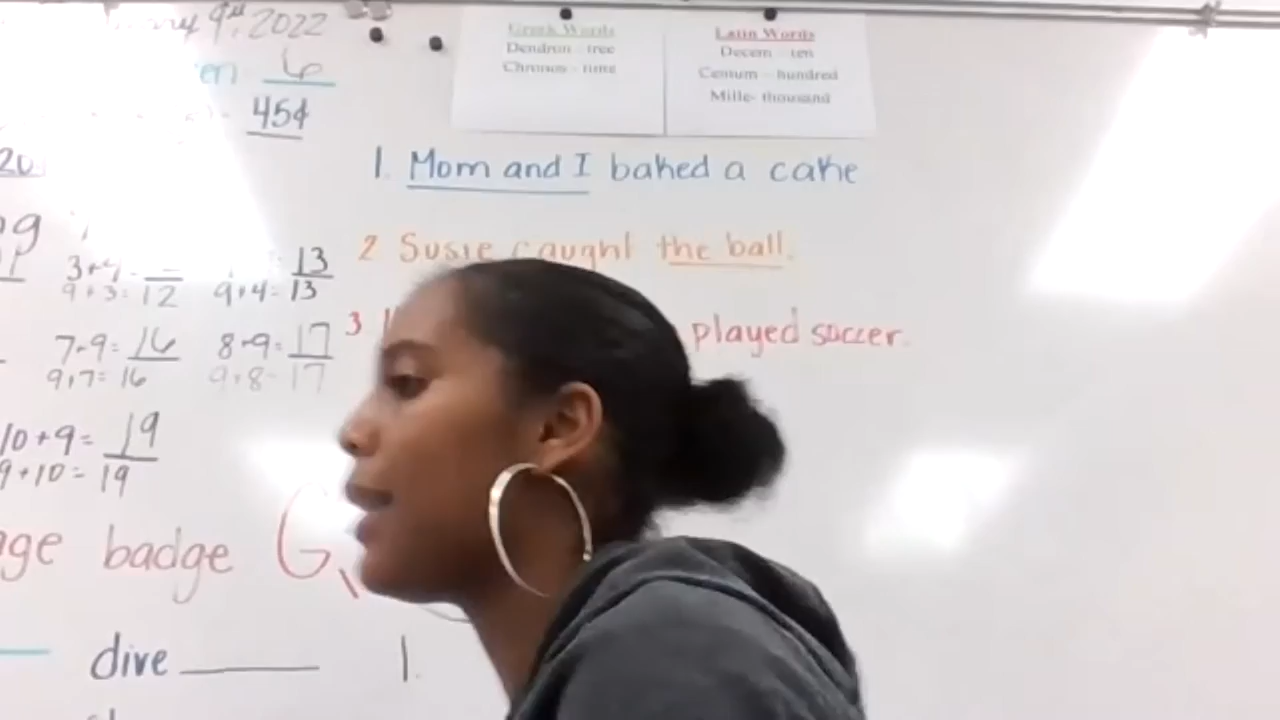 9th, 2022
en 6
45¢
Greek Words
Dendron - tree
Chronos - time
Latin Words
Decem - ten
Centum - hundred
Mille- thousand
20
1. Mom and I baked a cake
2 Susie caught the ball.
3 played soccer.
9+3= 12
13
9+4= 13
7+9= 16
9+7= 16
8+9= 17
9+8= 17
10+9= 19
9+10= 19
badge G
dive
1.